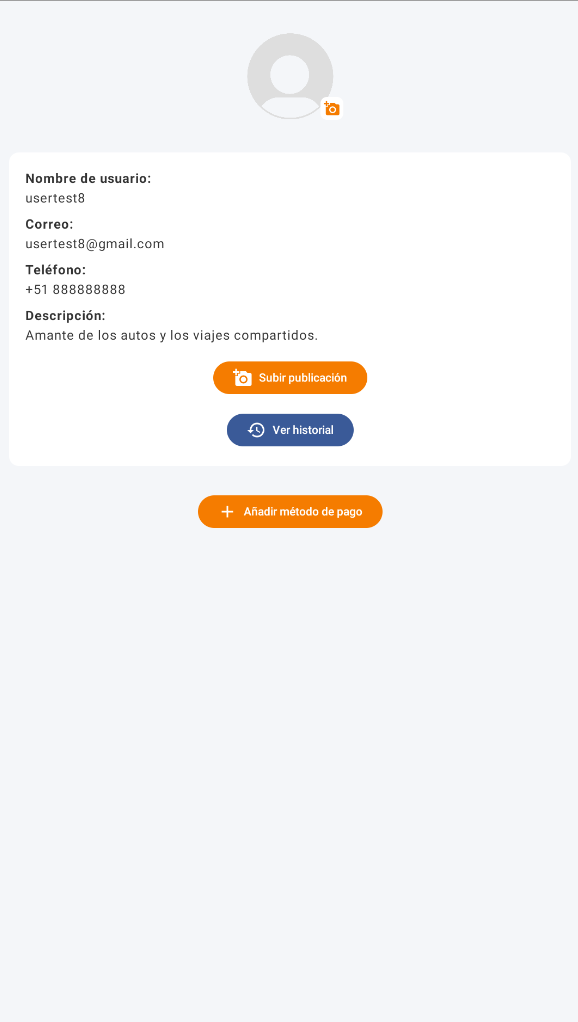 Nombre de usuario:
usertest8
Correo:
usertest8@gmail.com
Teléfono:
+51 888888888
Descripción:
Amante de los autos y los viajes compartidos.
Subir publicación
Ver historial
Añadir método de pago